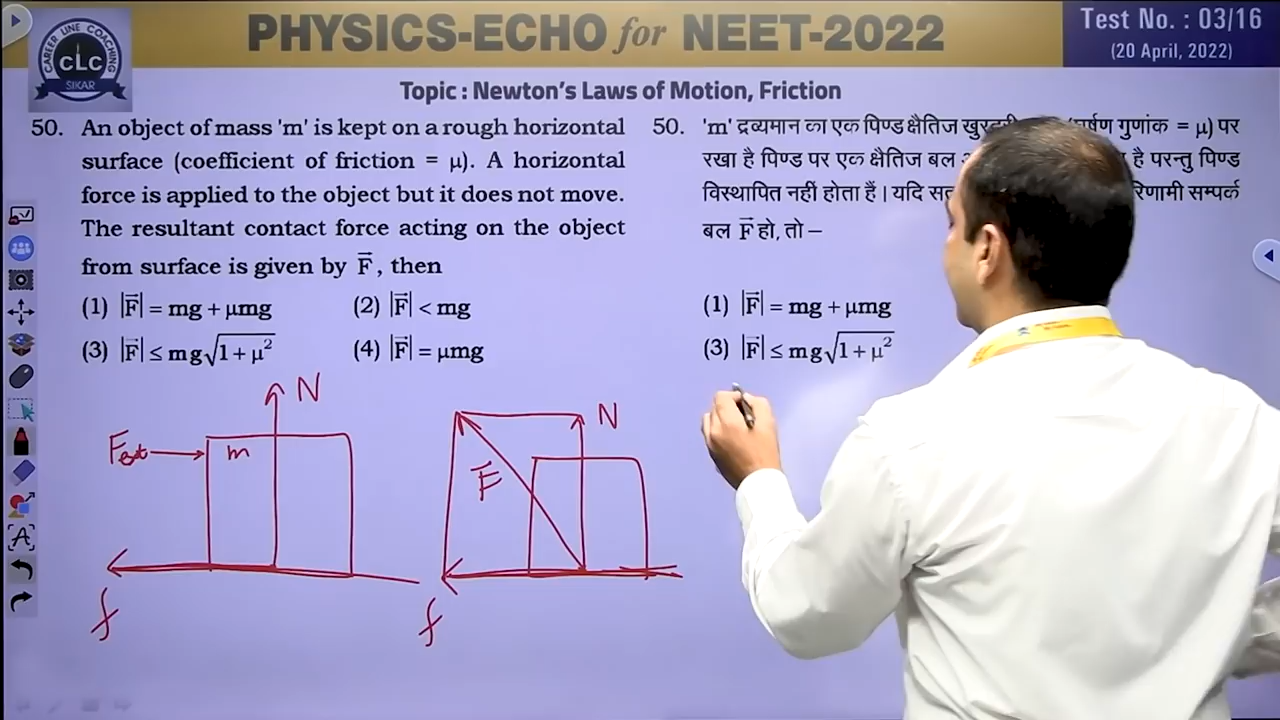 PHYSICS-ECHO for NEET-2022
Test No. : 03/16
(20 April, 2022)
CAREER LINE COACHING
CLC
SIKAR
Topic : Newton's Laws of Motion, Friction
50. An object of mass 'm' is kept on a rough horizontal
surface (coefficient of friction = μ). A horizontal
force is applied to the object but it does not move.
The resultant contact force acting on the object
from surface is given by F⃗, then
(1) |F⃗| = mg + μmg (2) |F⃗| < mg
(3) |F⃗| ≤ mg√(1 + μ²) (4) |F⃗| = μmg
50. 'm' द्रव्यमान का एक पिण्ड क्षैतिज = μ) पर
रखा है पिण्ड पर एक क्षैतिज बल है परन्तु पिण्ड
विस्थापित नहीं होता हैं। यदि सम्पर्क
बल F⃗ हो, तो –
(1) |F⃗| = mg + μmg
(3) |F⃗| ≤ mg√(1 + μ²)
N
Fext
m
f
N
F⃗
f